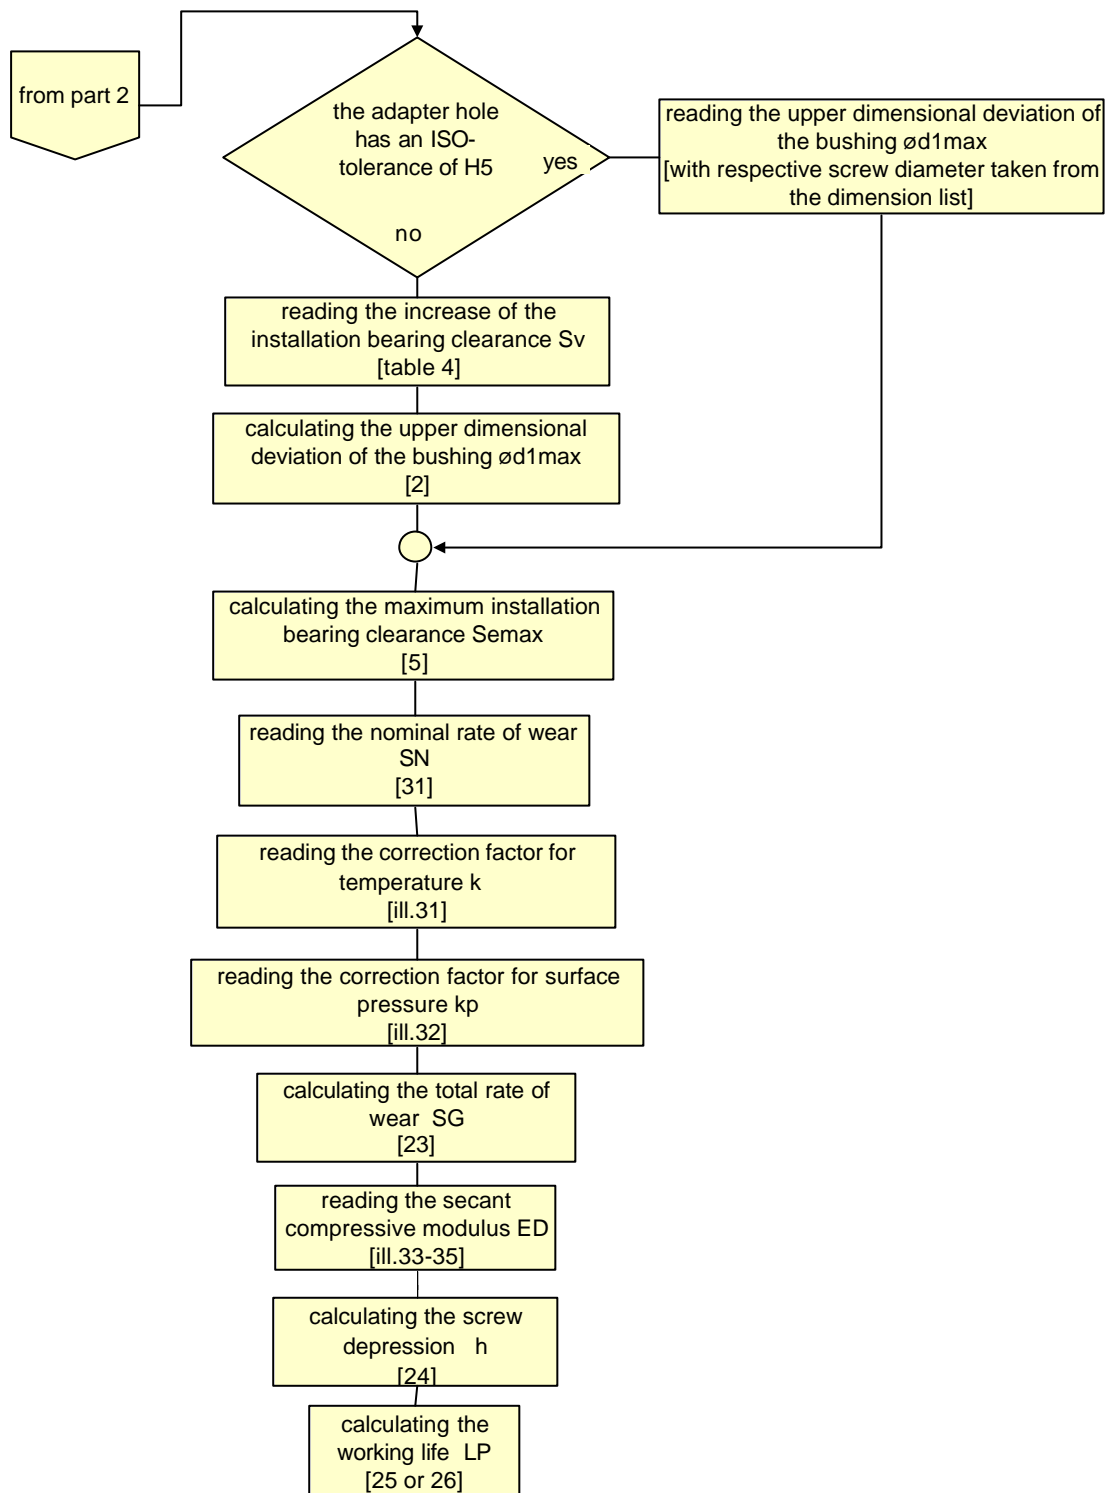 from part 2
the adapter hole
has an ISO-
tolerance of H5
yes
no
reading the upper dimensional deviation of
the bushing ød1max
[with respective screw diameter taken from
the dimension list]
reading the increase of the
installation bearing clearance Sv
[table 4]
calculating the upper dimensional
deviation of the bushing ød1max
[2]
calculating the maximum installation
bearing clearance Semax
[5]
reading the nominal rate of wear
SN
[31]
reading the correction factor for
temperature k
[ill.31]
reading the correction factor for surface
pressure kp
[ill.32]
calculating the total rate of
wear SG
[23]
reading the secant
compressive modulus ED
[ill.33-35]
calculating the screw
depression h
[24]
calculating the
working life LP
[25 or 26]